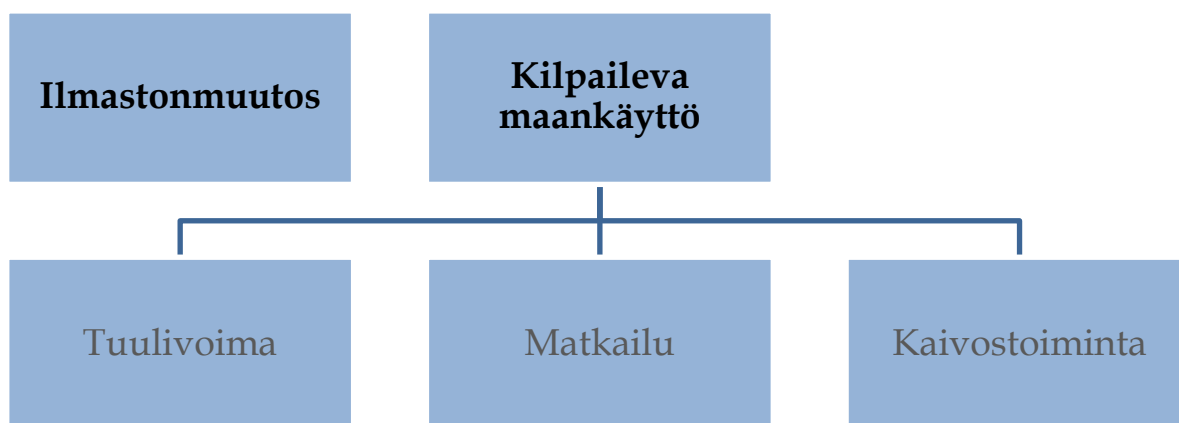 Ilmastonmuutos
Kilpaileva
maankäyttö
Tuulivoima
Matkailu
Kaivostoiminta